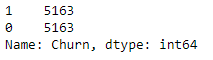 1    5163
0    5163
Name: Churn, dtype: int64